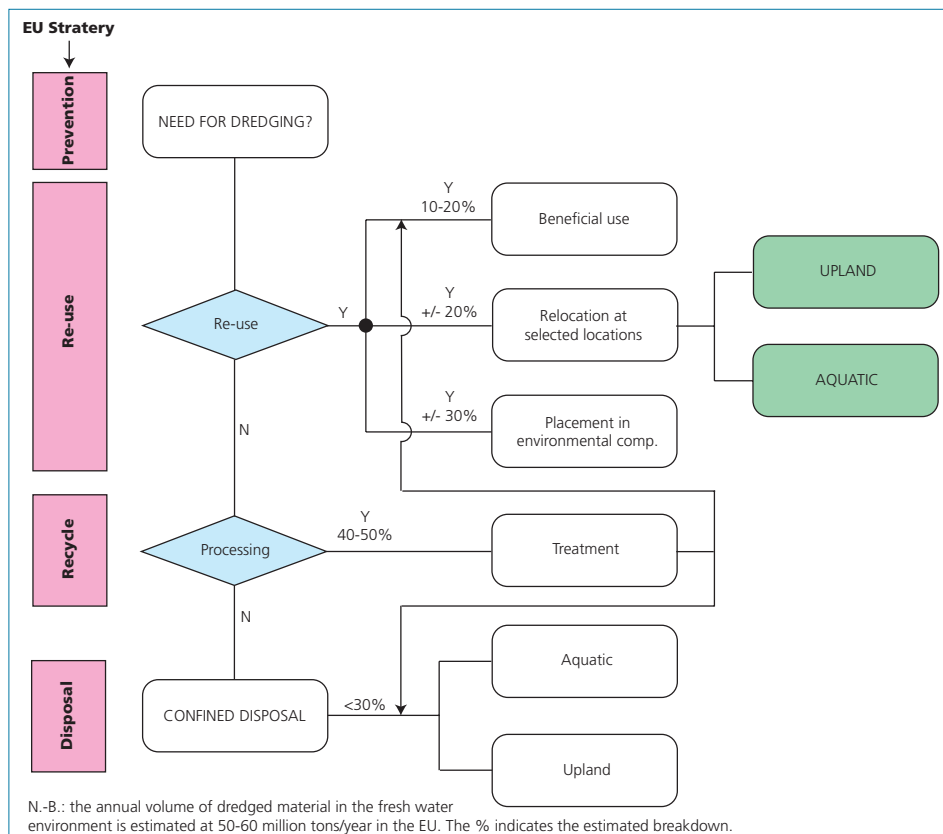 EU Stratery
Prevention
NEED FOR DREDGING?
Re-use
Y
10-20%
Beneficial use
UPLAND
Re-use
Y
Y
+/- 20%
Relocation at
selected locations
AQUATIC
Y
+/- 30%
Placement in
environmental comp.
N
Recycle
Processing
Y
40-50%
Treatment
N
Disposal
CONFINED DISPOSAL
<30%
Aquatic
Upland
N.-B.: the annual volume of dredged material in the fresh water
environment is estimated at 50-60 million tons/year in the EU. The % indicates the estimated breakdown.